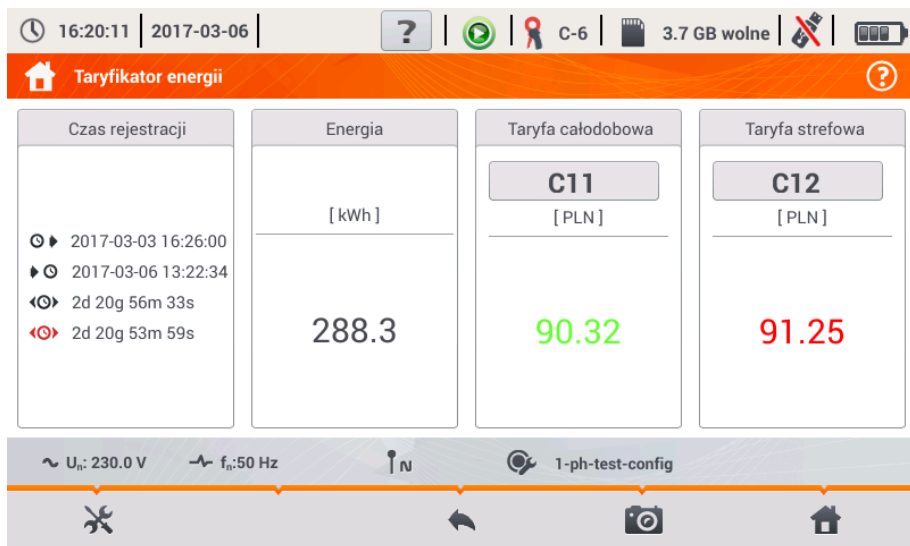 16:20:11 2017-03-06 ? C-6 3.7 GB wolne
Taryfikator energii ?
Czas rejestracji
2017-03-03 16:26:00
2017-03-06 13:22:34
2d 20g 56m 33s
2d 20g 53m 59s
Energia
[ kWh ]
288.3
Taryfa całodobowa
C11
[ PLN ]
90.32
Taryfa strefowa
C12
[ PLN ]
91.25
Uₙ: 230.0 V fₙ:50 Hz N 1-ph-test-config